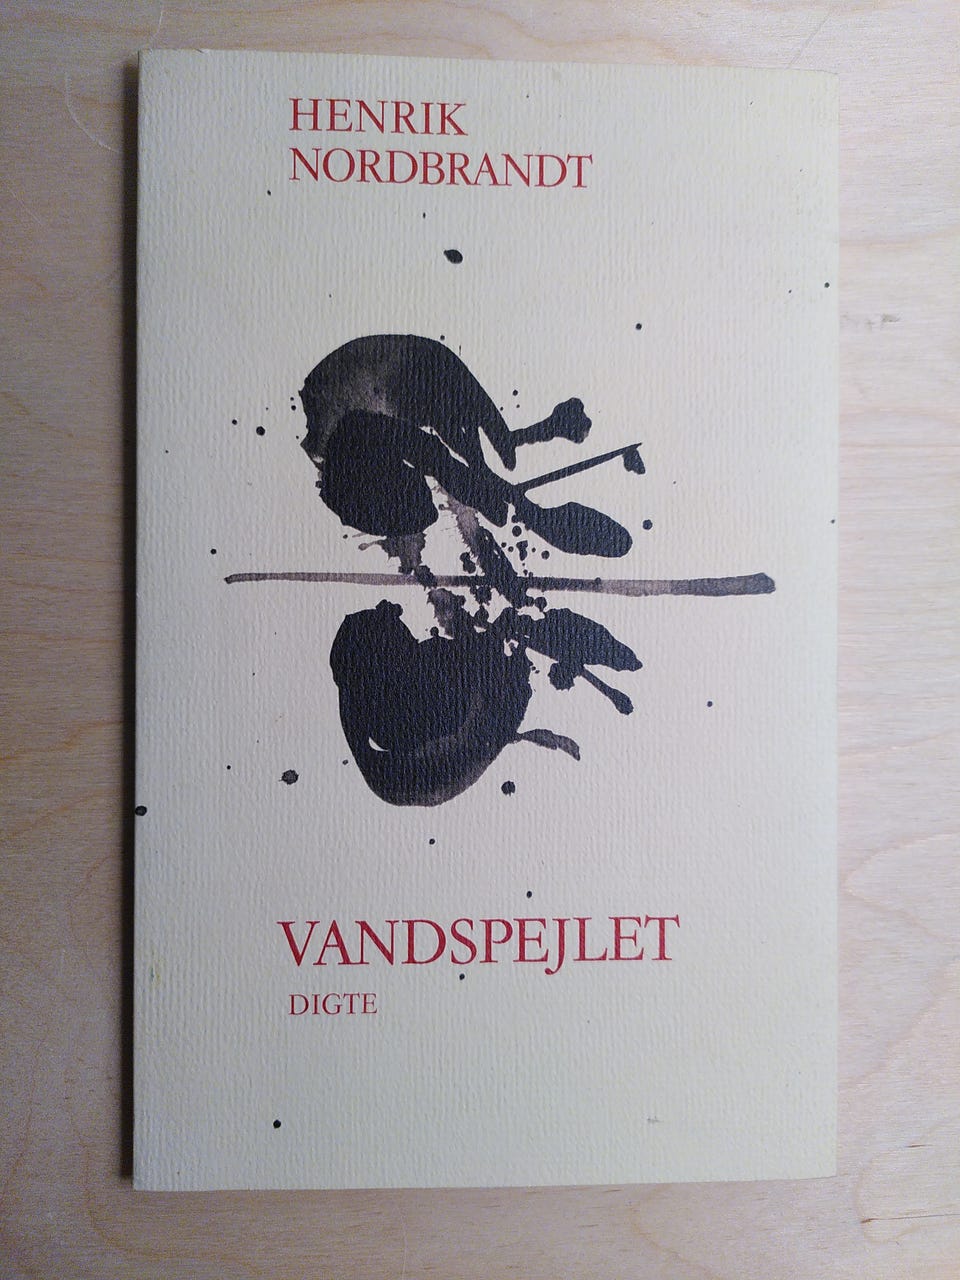 HENRIK
NORDBRANDT
VANDSPEJLET
DIGTE